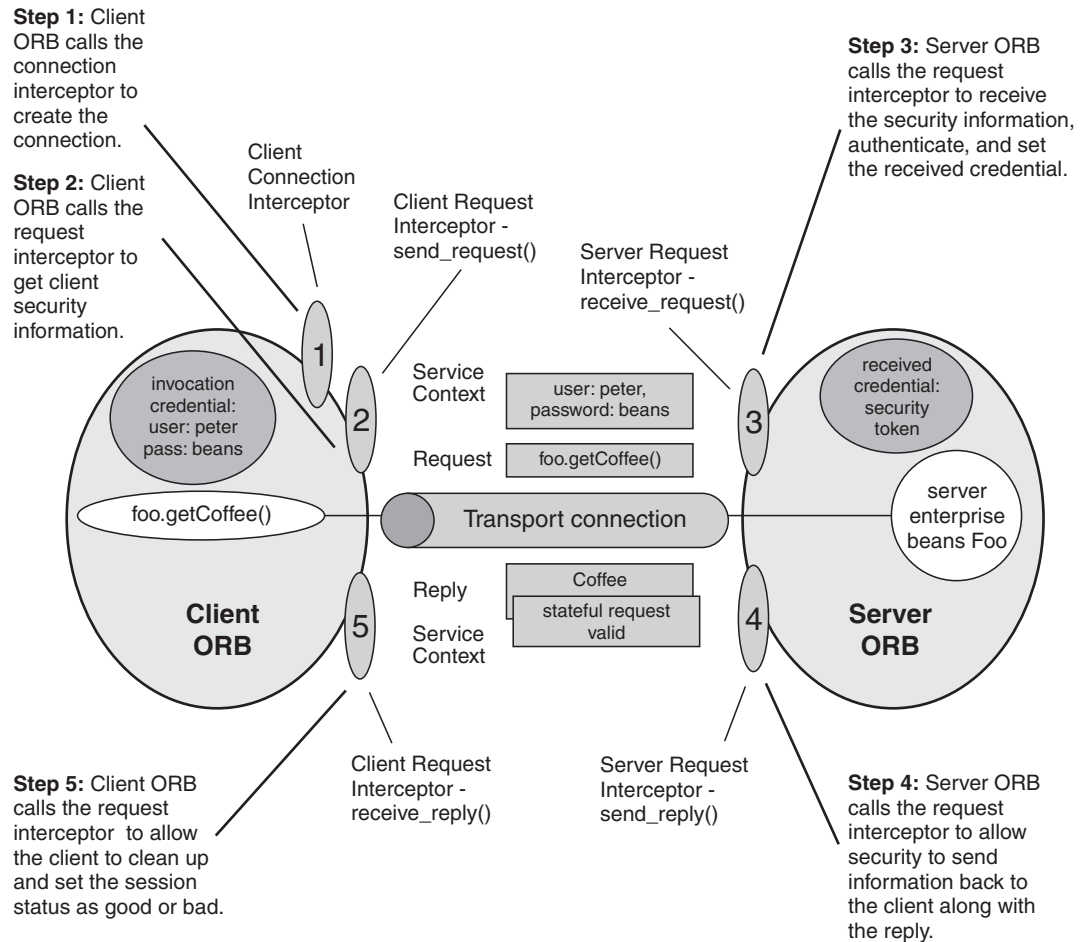 Step 1: Client
ORB calls the
connection
interceptor to
create the
connection.
Step 2: Client
ORB calls the
request
interceptor to
get client
security
information.
Client
Connection
Interceptor
Client Request
Interceptor -
send_request()
Server Request
Interceptor -
receive_request()
Step 3: Server ORB
calls the request
interceptor to receive
the security information,
authenticate, and set
the received credential.
1
2
3
invocation
credential:
user: peter
pass: beans
Service
Context
user: peter,
password: beans
Request
foo.getCoffee()
received
credential:
security
token
foo.getCoffee()
Transport connection
server
enterprise
beans Foo
Client
ORB
5
Reply
Coffee
Service
Context
stateful request
valid
4
Server
ORB
Step 5: Client ORB
calls the request
interceptor to allow
the client to clean up
and set the session
status as good or bad.
Client Request
Interceptor -
receive_reply()
Server Request
Interceptor -
send_reply()
Step 4: Server ORB
calls the request
interceptor to allow
security to send
information back to
the client along with
the reply.